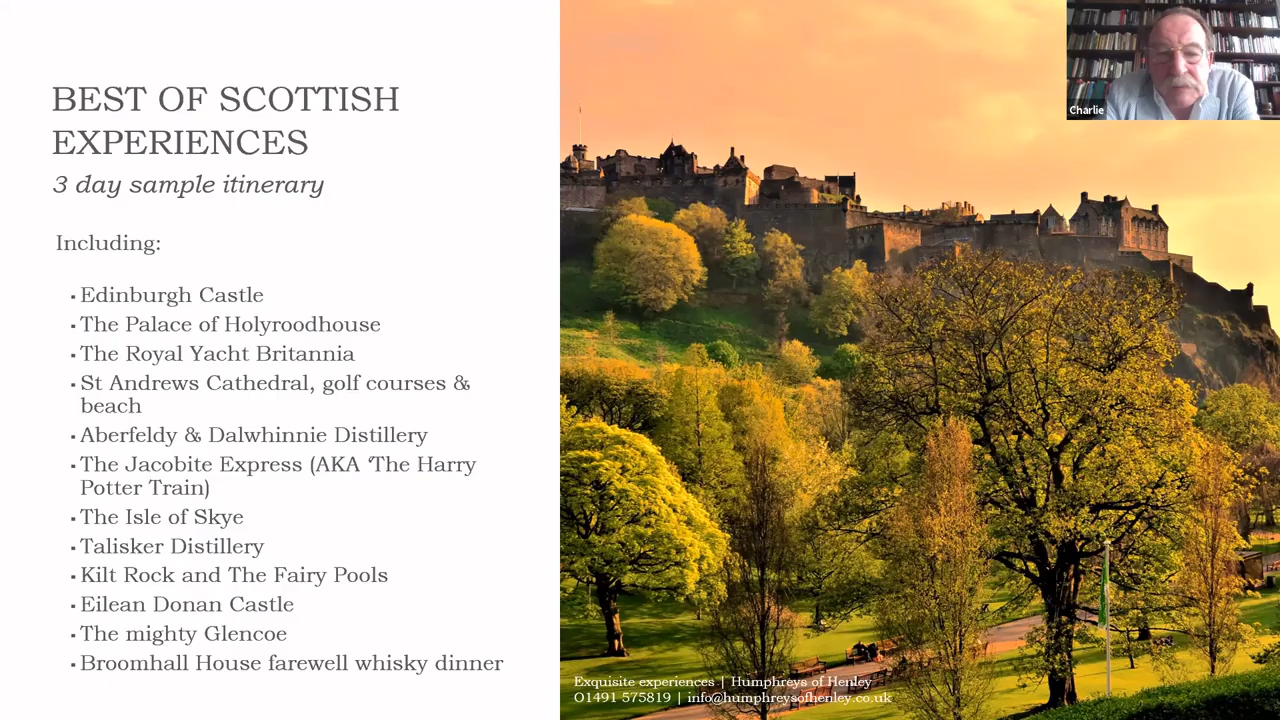 BEST OF SCOTTISH
EXPERIENCES
3 day sample itinerary
Including:
▪ Edinburgh Castle
▪ The Palace of Holyroodhouse
▪ The Royal Yacht Britannia
▪ St Andrews Cathedral, golf courses &
beach
▪ Aberfeldy & Dalwhinnie Distillery
▪ The Jacobite Express (AKA ‘The Harry
Potter Train)
▪ The Isle of Skye
▪ Talisker Distillery
▪ Kilt Rock and The Fairy Pools
▪ Eilean Donan Castle
▪ The mighty Glencoe
▪ Broomhall House farewell whisky dinner
Charlie
Exquisite experiences | Humphreys of Henley
O1491 575819 | info@humphreysofhenley.co.uk